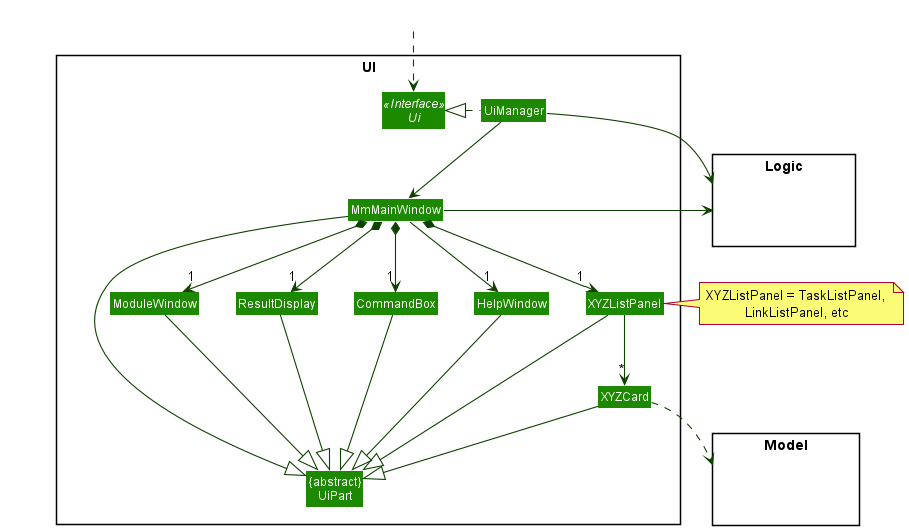 UI
«Interface»
Ui
UiManager
Logic
MmMainWindow
1
1
1
1
1
ModuleWindow
ResultDisplay
CommandBox
HelpWindow
XYZListPanel
XYZListPanel = TaskListPanel,
LinkListPanel, etc
*
XYZCard
Model
{abstract}
UiPart